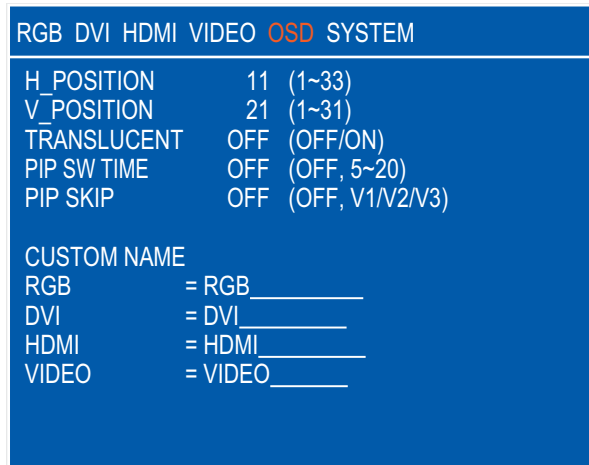 RGB DVI HDMI VIDEO OSD SYSTEM
H_POSITION 11 (1~33)
V_POSITION 21 (1~31)
TRANSLUCENT OFF (OFF/ON)
PIP SW TIME OFF (OFF, 5~20)
PIP SKIP OFF (OFF, V1/V2/V3)
CUSTOM NAME
RGB = RGB__________
DVI = DVI__________
HDMI = HDMI__________
VIDEO = VIDEO_______